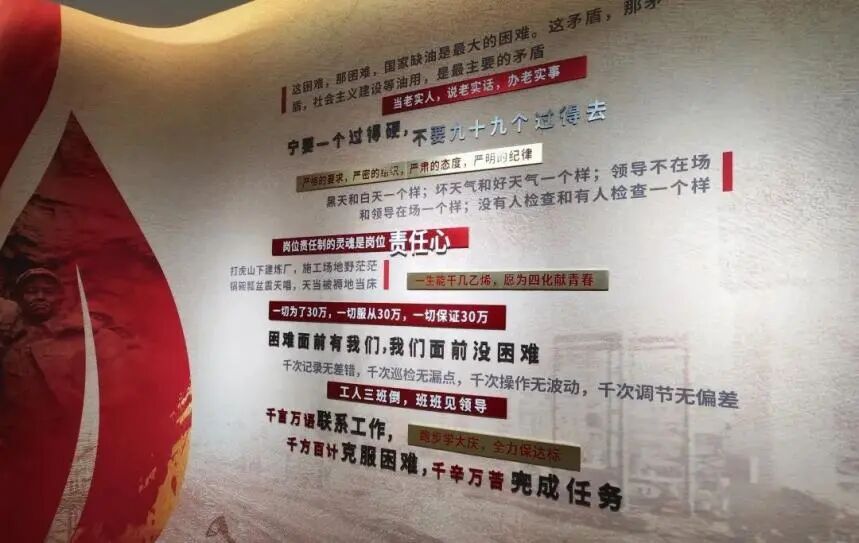 这困难，那困难，国家缺油是最大的困难。这矛盾，那矛
盾，社会主义建设等油用，是最主要的矛盾
当老实人，说老实话，办老实事
宁要一个过得硬，不要九十九个过得去
严格的要求，严密的组织，严肃的态度，严明的纪律
黑天和白天一个样；坏天气和好天气一个样；领导不在场
和领导在场一个样；没有人检查和有人检查一个样
岗位责任制的灵魂是岗位责任心
打虎山下建炼厂，施工场地野茫茫
锅碗瓢盆震天唱，天当被褥地当床
一生能干几乙烯，愿为四化献青春
一切为了30万，一切服从30万，一切保证30万
困难面前有我们，我们面前没困难
千次记录无差错，千次巡检无漏点，千次操作无波动，千次调节无偏差
工人三班倒，班班见领导
千言万语联系工作，
跑步学大庆，全力保达标
千方百计克服困难，千辛万苦完成任务